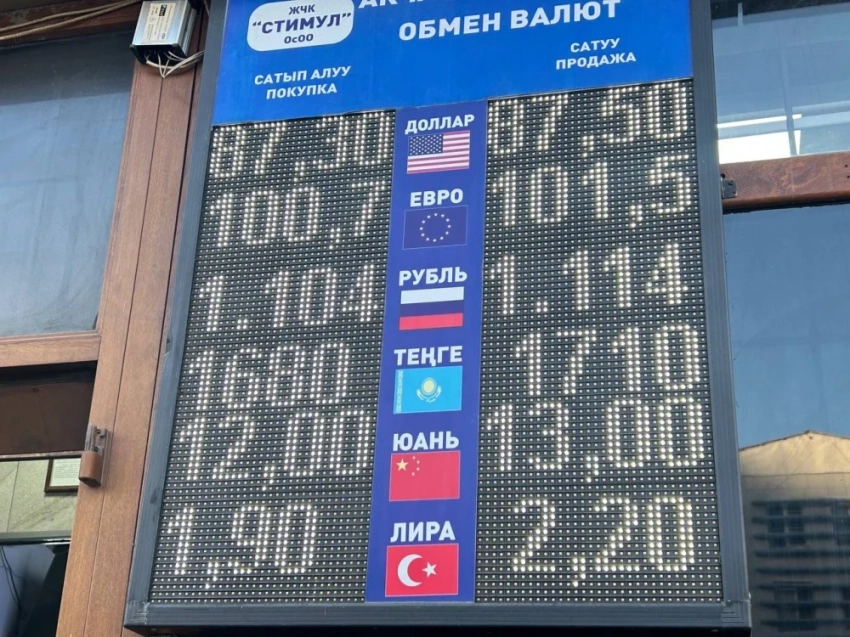 ЖЧК
"СТИМУЛ"
ОсОО
ОБМЕН ВАЛЮТ
САТЫП АЛУУ
ПОКУПКА
САТУУ
ПРОДАЖА
87,30 ДОЛЛАР 87,50
100,7 ЕВРО 101,5
1.104 РУБЛЬ 1.114
1680 ТЕҢГЕ 1710
12,00 ЮАНЬ 13,00
1,90 ЛИРА 2,20